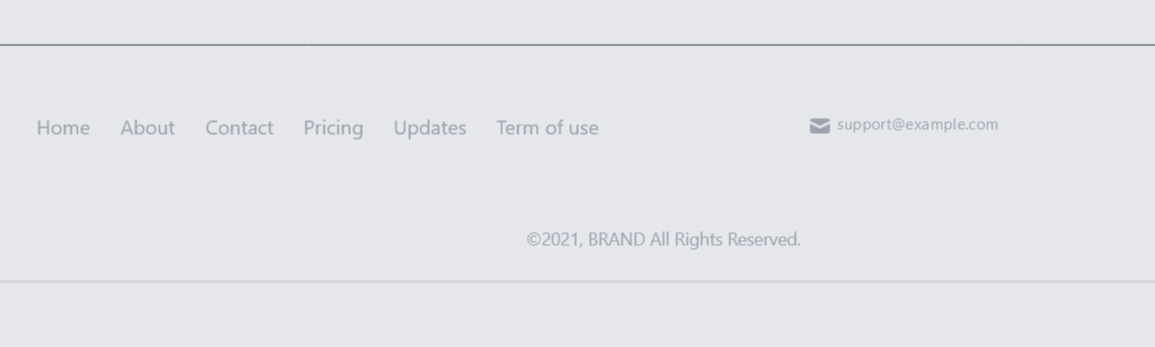 Home About Contact Pricing Updates Term of use support@example.com
©2021, BRAND All Rights Reserved.